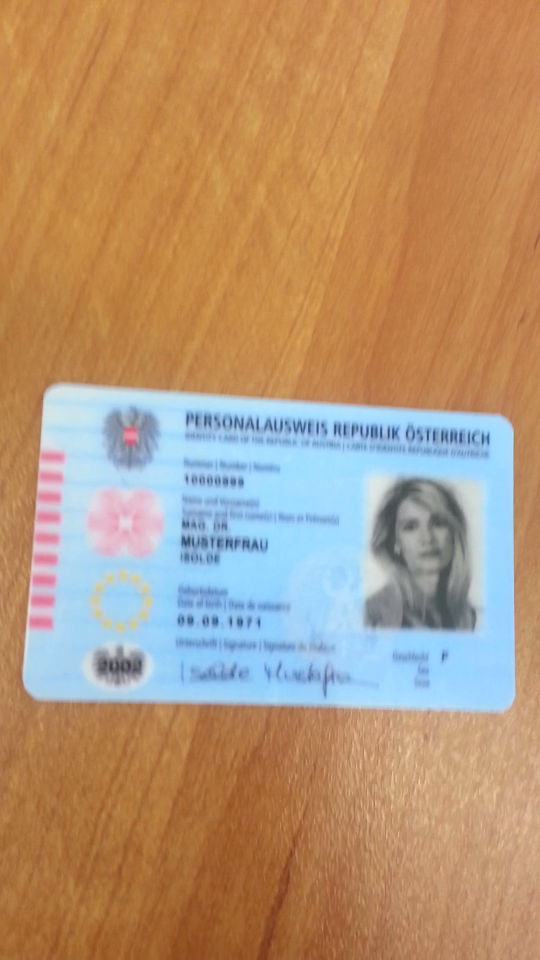 PERSONALAUSWEIS REPUBLIK ÖSTERREICH
IDENTITY CARD OF THE REPUBLIC OF AUSTRIA | CARTE D'IDENTITÉ RÉPUBLIQUE D'AUTRICHE
Nummer | Number | Numéro
10000999
Name und Vorname(n)
Surname and first name(s) | Nom et Prénom(s)
MAG. DR.
MUSTERFRAU
ISOLDE
Geburtsdatum
Date of birth | Date de naissance
09.09.1971
2002
Unterschrift | Signature | Signature du titulaire
Isolde Musterfrau
Geschlecht F
Sex
Sexe